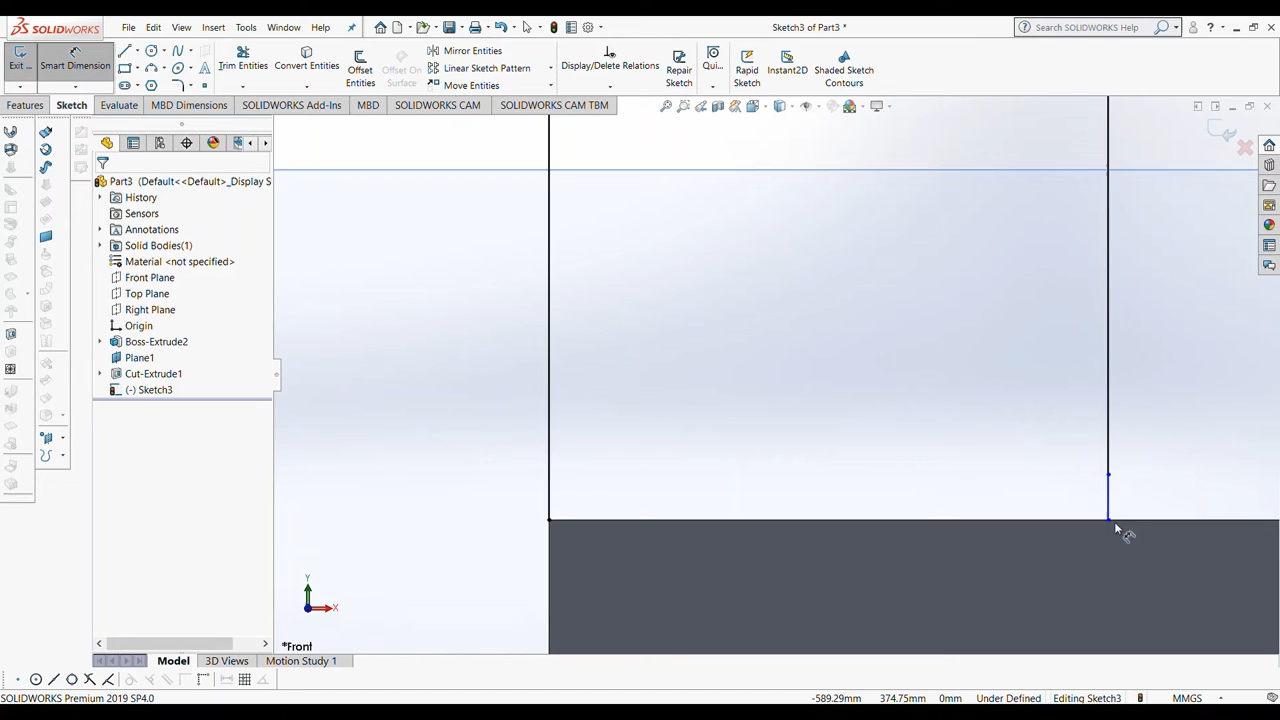 SOLIDWORKS
File Edit View Insert Tools Window Help
Sketch3 of Part3 *
Search SOLIDWORKS Help
Exit ...
Smart Dimension
Trim Entities
Convert Entities
Offset Entities
Offset On Surface
Mirror Entities
Linear Sketch Pattern
Move Entities
Display/Delete Relations
Repair Sketch
Qui...
Rapid Sketch
Instant2D
Shaded Sketch Contours
Features Sketch Evaluate MBD Dimensions SOLIDWORKS Add-Ins MBD SOLIDWORKS CAM SOLIDWORKS CAM TBM
Part3 (Default<<Default>_Display S
History
Sensors
Annotations
Solid Bodies(1)
Material <not specified>
Front Plane
Top Plane
Right Plane
Origin
Boss-Extrude2
Plane1
Cut-Extrude1
(-) Sketch3
Y
X
*Front
Model 3D Views Motion Study 1
SOLIDWORKS Premium 2019 SP4.0
-589.29mm 374.75mm 0mm Under Defined Editing Sketch3 MMGS